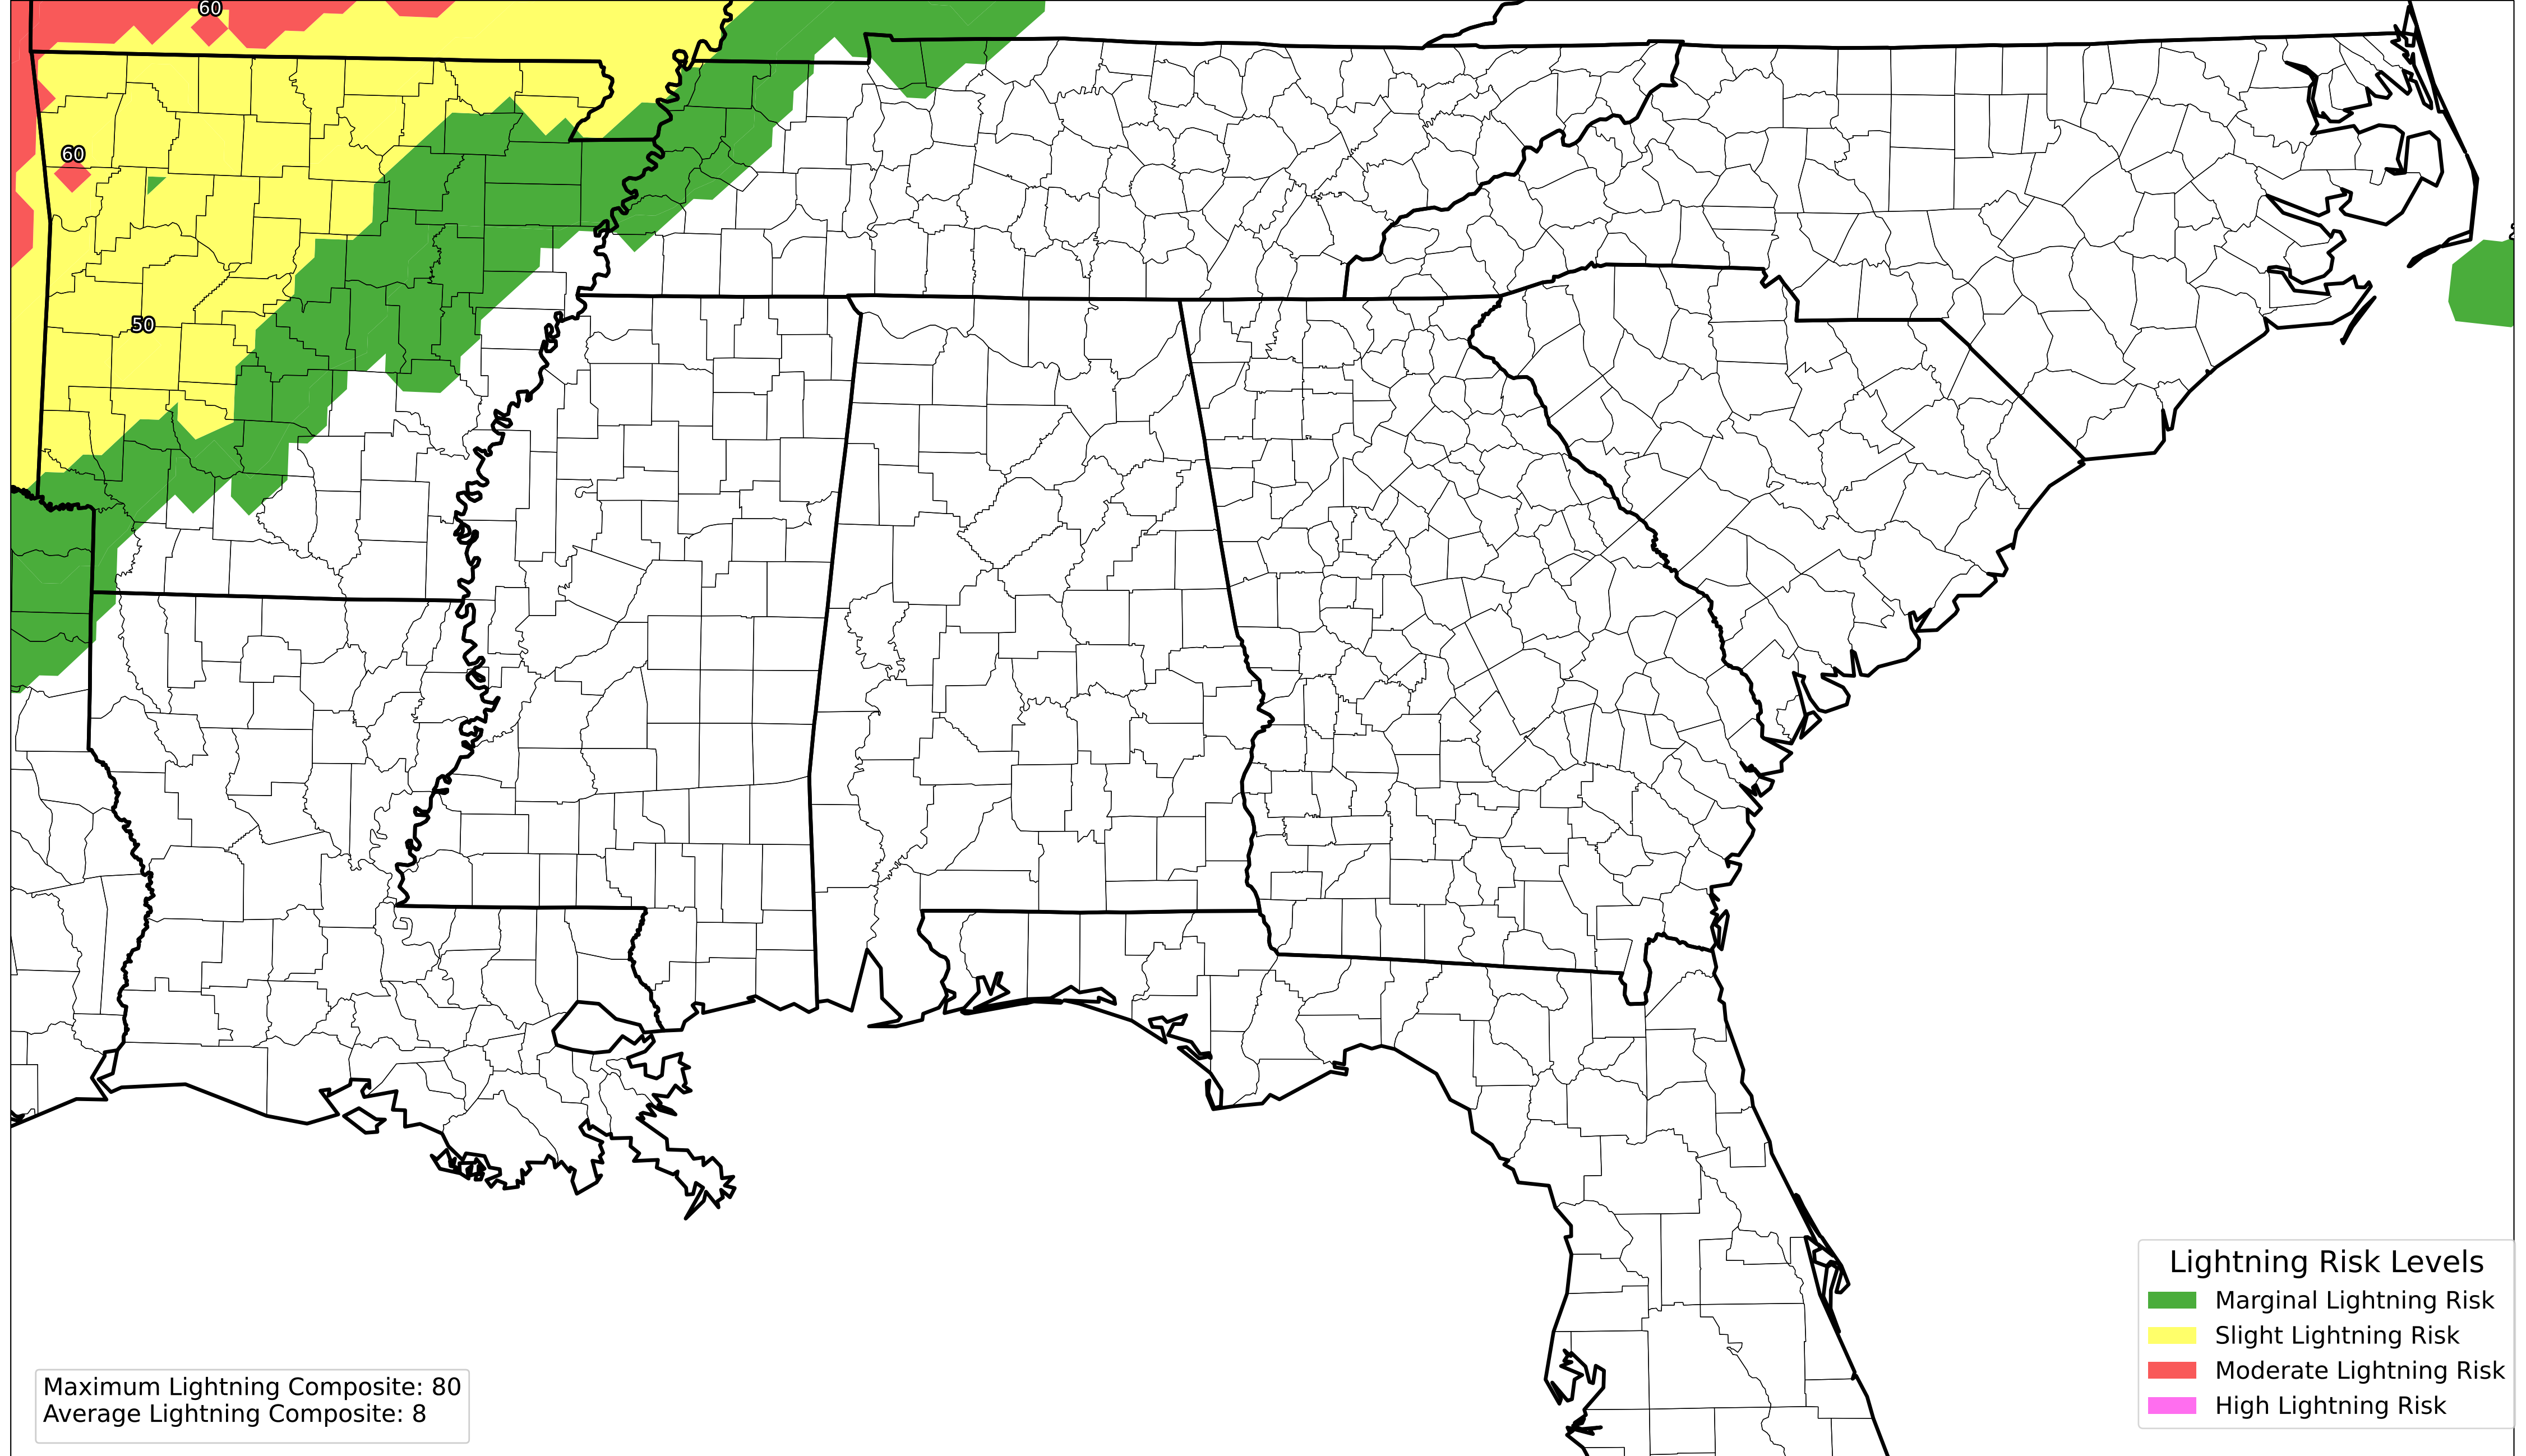 60
60
50
Lightning Risk Levels
Marginal Lightning Risk
Slight Lightning Risk
Moderate Lightning Risk
High Lightning Risk
Maximum Lightning Composite: 80
Average Lightning Composite: 8